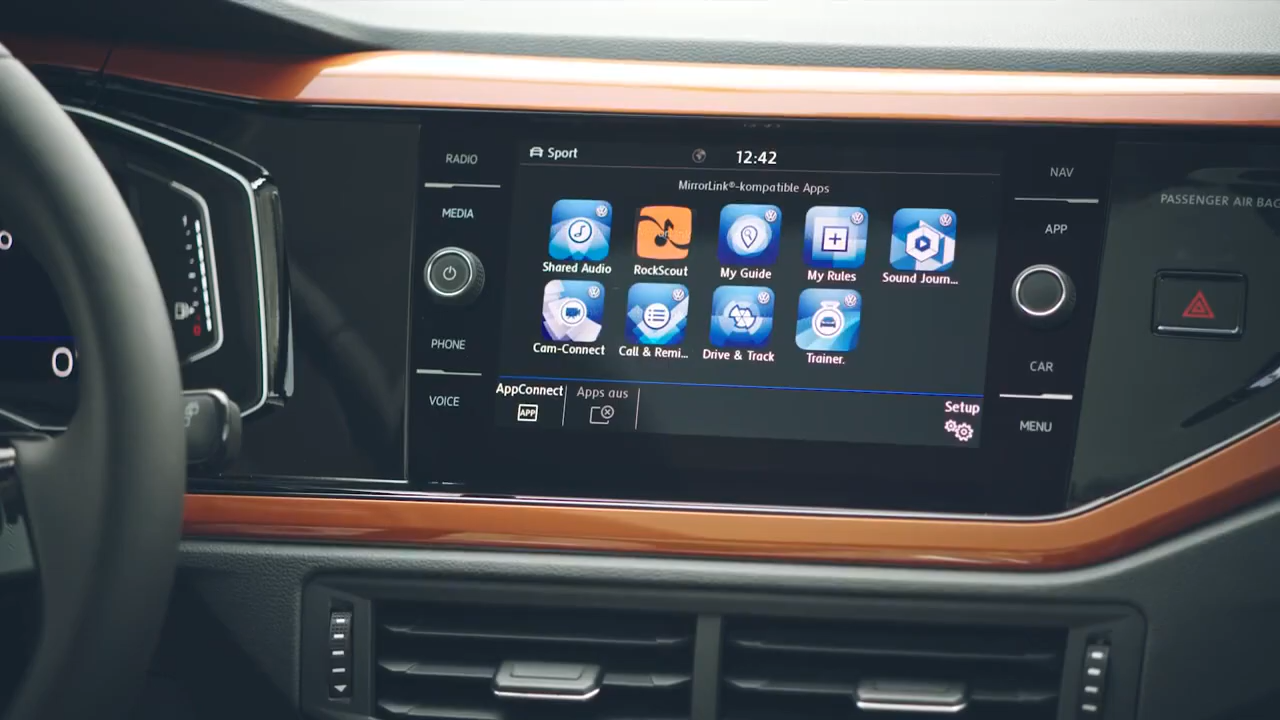 RADIO
MEDIA
PHONE
VOICE
Sport
12:42
MirrorLink®-kompatible Apps
Shared Audio
RockScout
My Guide
My Rules
Sound Journ...
Cam-Connect
Call & Remi...
Drive & Track
Trainer.
AppConnect
APP
Apps aus
Setup
NAV
APP
CAR
MENU
PASSENGER AIR BAG
0
0